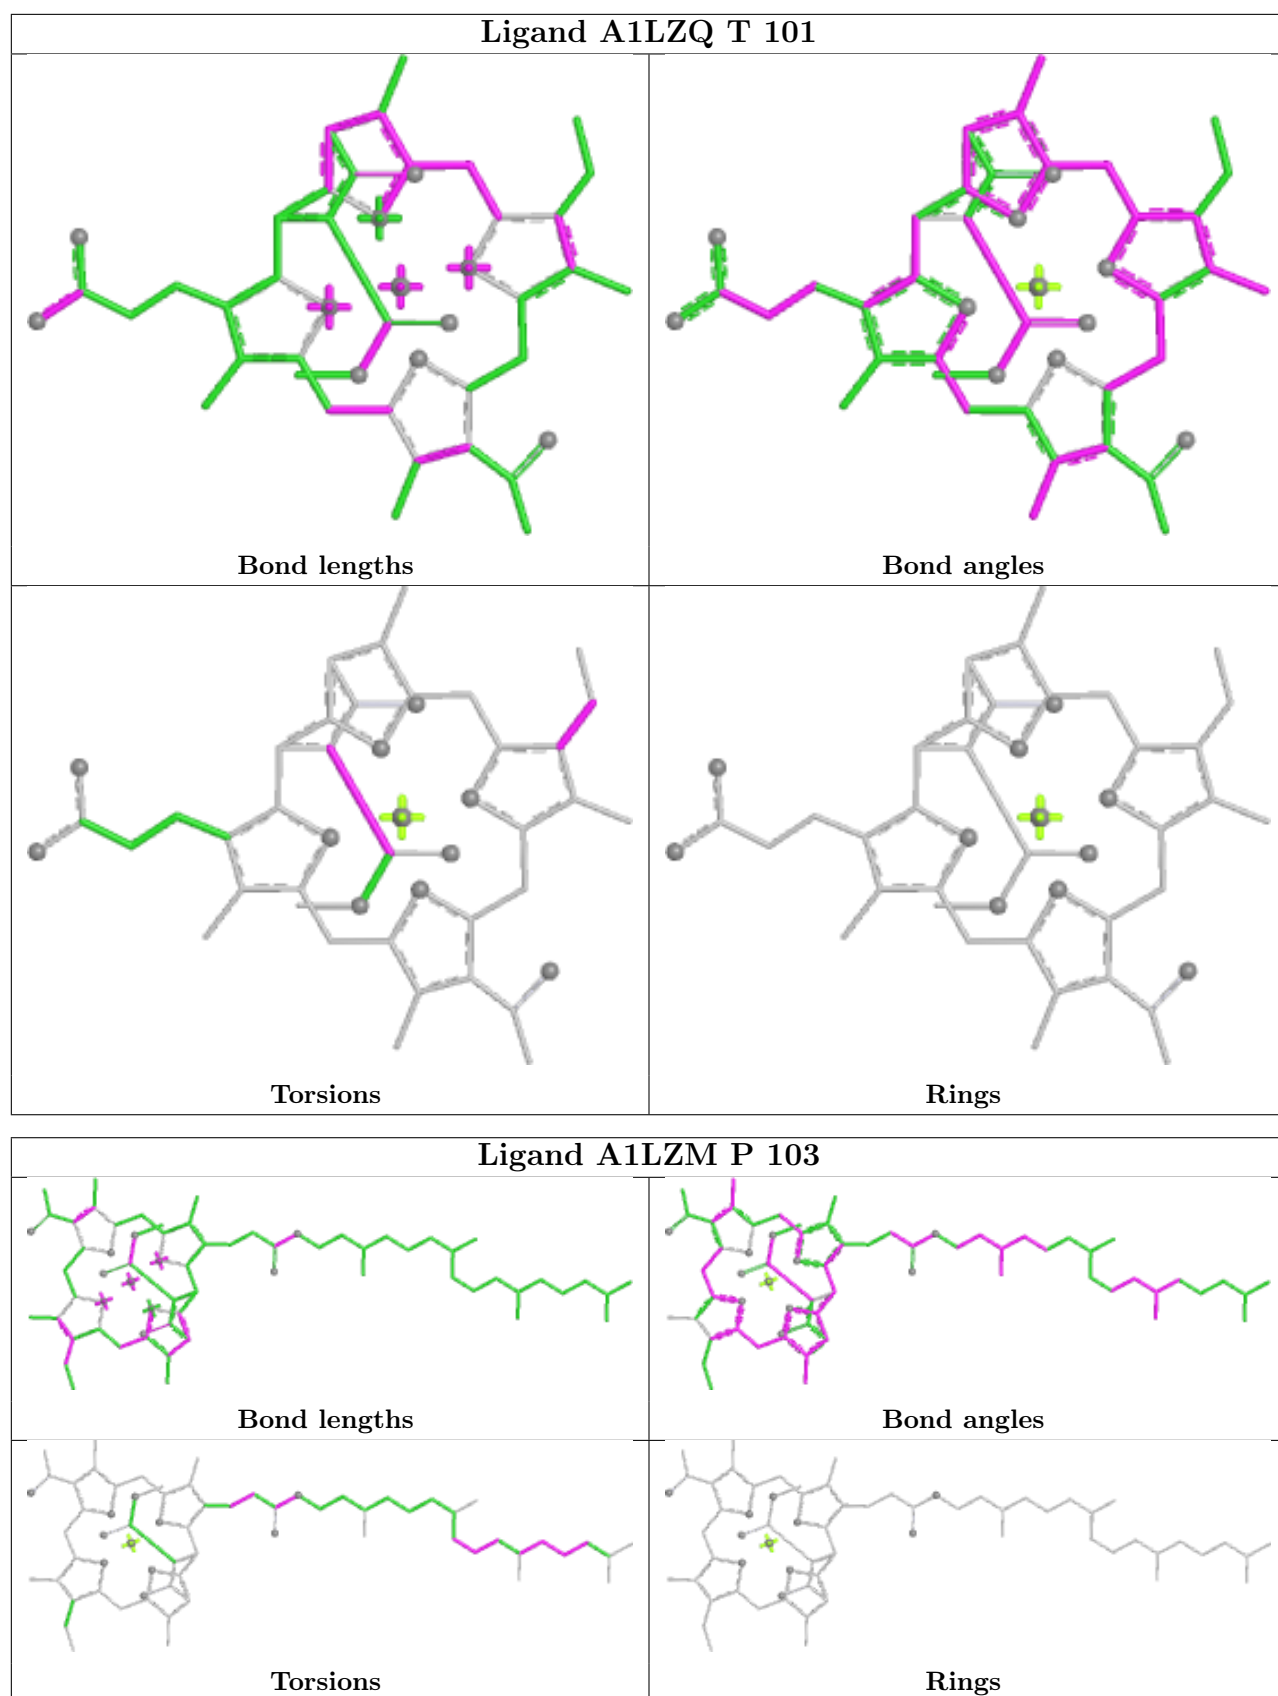 Ligand A1LZQ T 101
Bond lengths
Bond angles
Torsions
Rings
Ligand A1LZM P 103
Bond lengths
Bond angles
Torsions
Rings